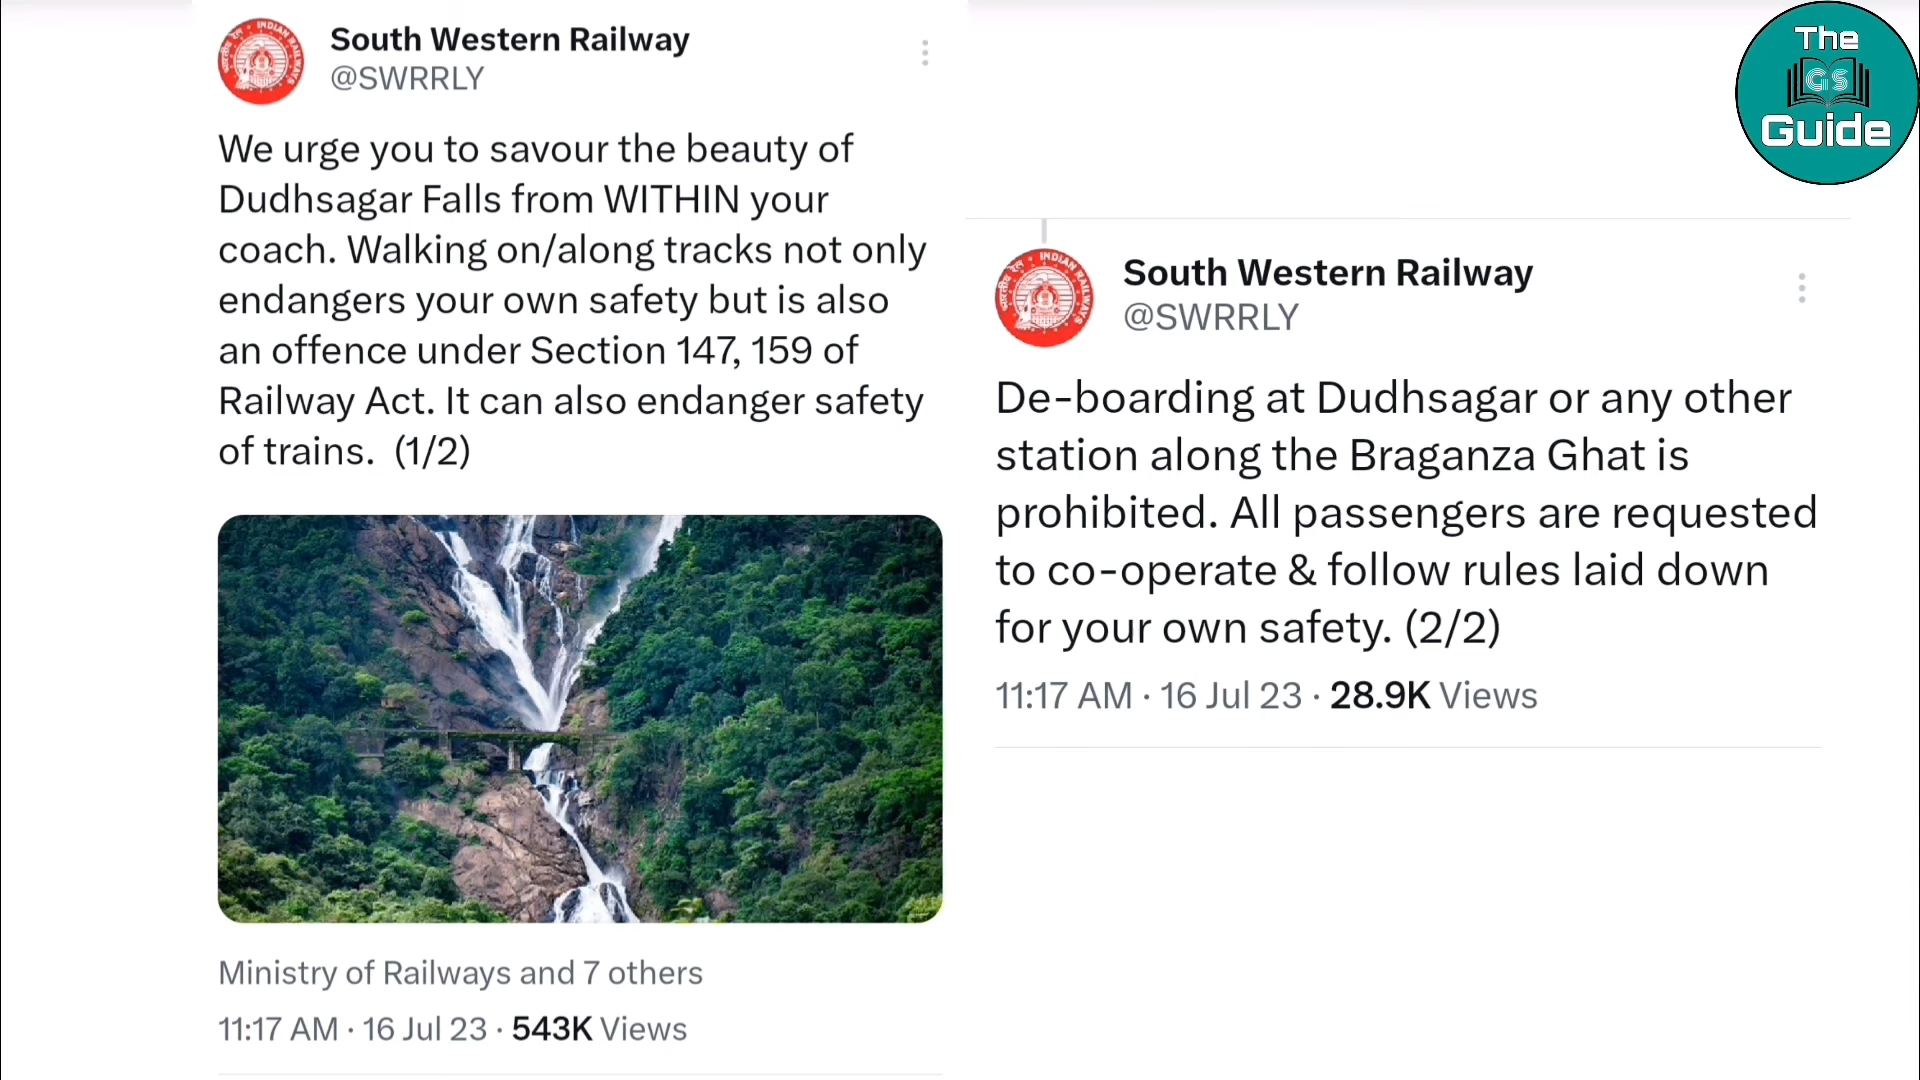 South Western Railway
@SWRRLY
We urge you to savour the beauty of
Dudhsagar Falls from WITHIN your
coach. Walking on/along tracks not only
endangers your own safety but is also
an offence under Section 147, 159 of
Railway Act. It can also endanger safety
of trains. (1/2)
Ministry of Railways and 7 others
11:17 AM · 16 Jul 23 · 543K Views
South Western Railway
@SWRRLY
De-boarding at Dudhsagar or any other
station along the Braganza Ghat is
prohibited. All passengers are requested
to co-operate & follow rules laid down
for your own safety. (2/2)
11:17 AM · 16 Jul 23 · 28.9K Views
The
GS
Guide